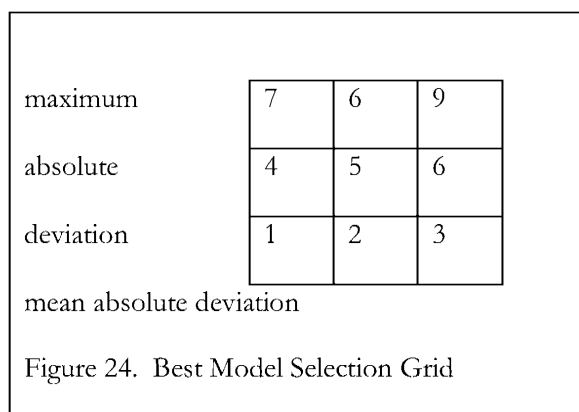 maximum 7 6 9
absolute 4 5 6
deviation 1 2 3
mean absolute deviation
Figure 24. Best Model Selection Grid